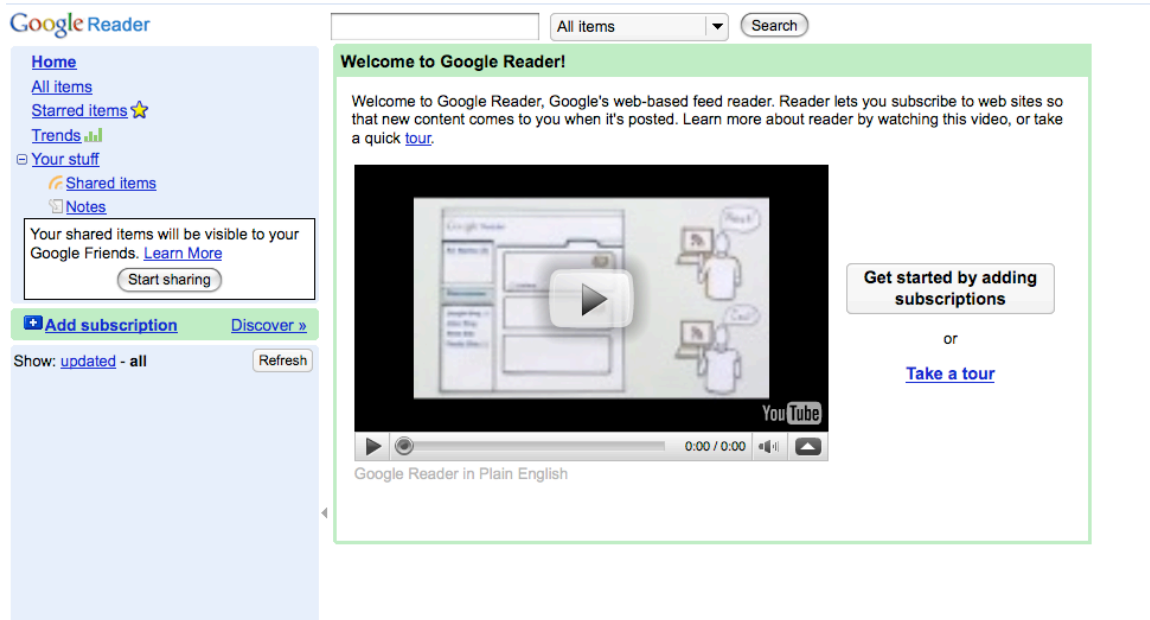 Google Reader
All items
Search
Home
All items
Starred items
Trends
Your stuff
Shared items
Notes
Your shared items will be visible to your
Google Friends. Learn More
Start sharing
Add subscription
Discover »
Show: updated - all
Refresh
Welcome to Google Reader!
Welcome to Google Reader, Google's web-based feed reader. Reader lets you subscribe to web sites so
that new content comes to you when it's posted. Learn more about reader by watching this video, or take
a quick tour.
Google Reader
YouTube
0:00 / 0:00
Google Reader in Plain English
Get started by adding
subscriptions
or
Take a tour